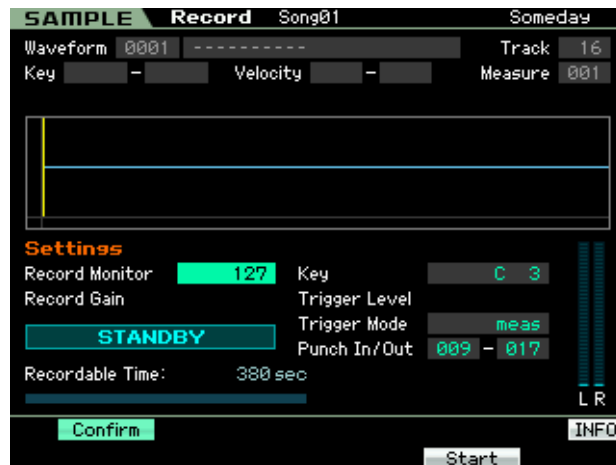 SAMPLE Record Song01 Someday
Waveform 0001 ---------- Track 16
Key - Velocity - Measure 001
Settings
Record Monitor 127 Key C 3
Record Gain Trigger Level
STANDBY Trigger Mode meas
Punch In/Out 009 - 017
Recordable Time: 380 sec
L R
Confirm INFO
Start